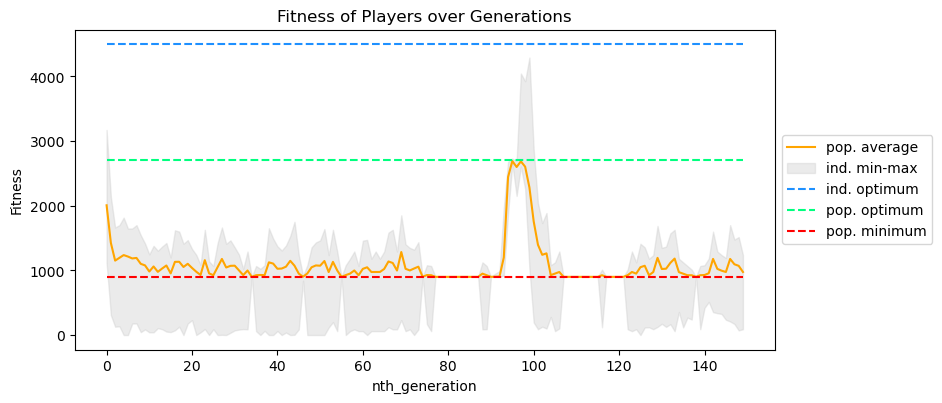 Fitness of Players over Generations
Fitness
4000
3000
2000
1000
0
0 20 40 60 80 100 120 140
nth_generation
pop. average
ind. min-max
ind. optimum
pop. optimum
pop. minimum